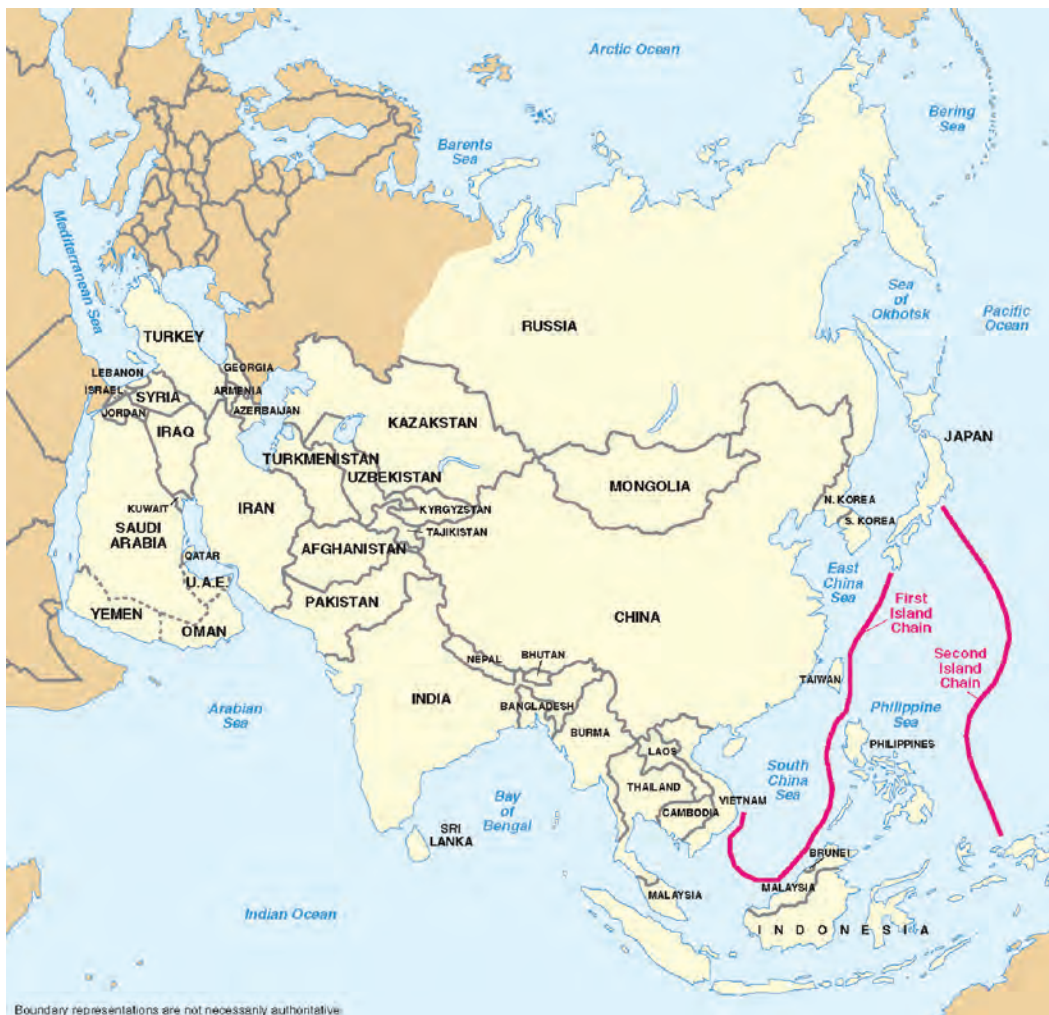 Arctic Ocean
Bering
Sea
Barents
Sea
Mediterranean Sea
Sea
of
Okhotsk
Pacific
Ocean
RUSSIA
TURKEY
GEORGIA
LEBANON
ISRAEL
SYRIA
ARMENIA
JORDAN
AZERBAIJAN
IRAQ
KAZAKSTAN
JAPAN
TURKMENISTAN
UZBEKISTAN
MONGOLIA
N. KOREA
KUWAIT
IRAN
KYRGYZSTAN
S. KOREA
SAUDI
ARABIA
TAJIKISTAN
QATAR
AFGHANISTAN
U.A.E.
East
China
Sea
PAKISTAN
First
Island
Chain
YEMEN
OMAN
CHINA
Second
Island
Chain
NEPAL
BHUTAN
TAIWAN
INDIA
BANGLADESH
Arabian
Sea
BURMA
Philippine
Sea
PHILIPPINES
LAOS
South
China
Sea
THAILAND
VIETNAM
CAMBODIA
Bay
of
Bengal
SRI
LANKA
BRUNEI
MALAYSIA
MALAYSIA
Indian Ocean
INDONESIA
Boundary representations are not necessarily authoritative